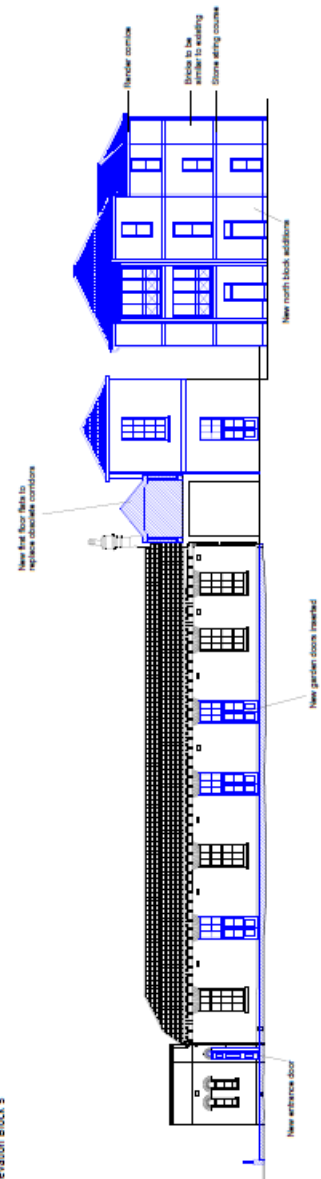 evation Block 5
New first floor flats to
replace obsolete corridors
Render cornice
Bricks to be
similar to existing
Stone string course
New north block additions
New garden doors inserted
New entrance door